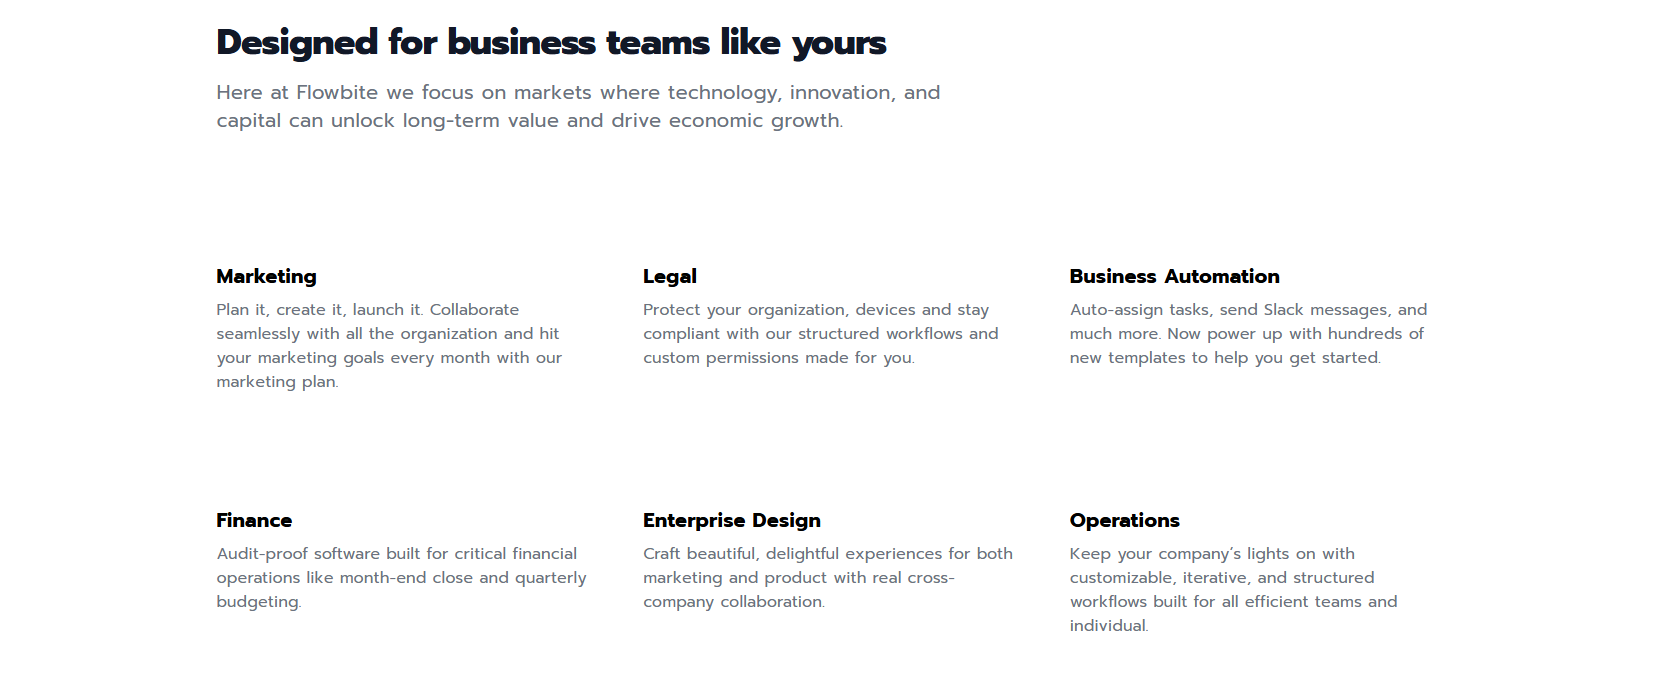 Designed for business teams like yours
Here at Flowbite we focus on markets where technology, innovation, and
capital can unlock long-term value and drive economic growth.
Marketing
Plan it, create it, launch it. Collaborate
seamlessly with all the organization and hit
your marketing goals every month with our
marketing plan.
Legal
Protect your organization, devices and stay
compliant with our structured workflows and
custom permissions made for you.
Business Automation
Auto-assign tasks, send Slack messages, and
much more. Now power up with hundreds of
new templates to help you get started.
Finance
Audit-proof software built for critical financial
operations like month-end close and quarterly
budgeting.
Enterprise Design
Craft beautiful, delightful experiences for both
marketing and product with real cross-
company collaboration.
Operations
Keep your company’s lights on with
customizable, iterative, and structured
workflows built for all efficient teams and
individual.